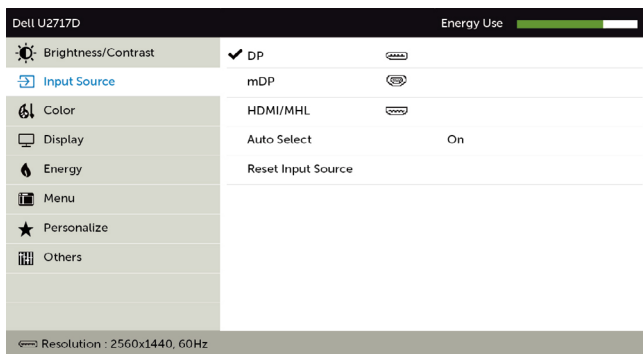 Dell U2717D Energy Use
Brightness/Contrast
Input Source
Color
Display
Energy
Menu
Personalize
Others
DP
mDP
HDMI/MHL
Auto Select On
Reset Input Source
Resolution : 2560x1440, 60Hz